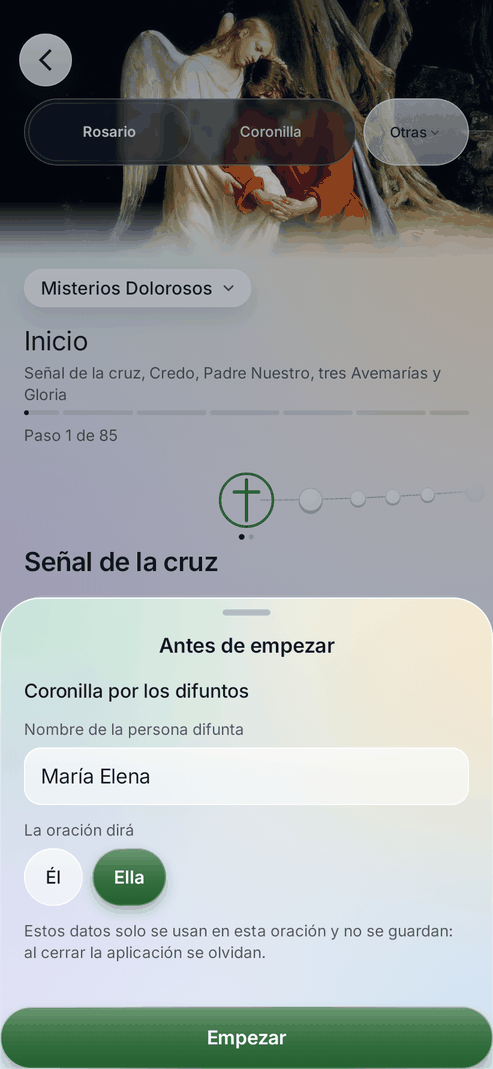 Rosario
Coronilla
Otras
Misterios Dolorosos
Inicio
Señal de la cruz, Credo, Padre Nuestro, tres Avemarías y
Gloria
Paso 1 de 85
Señal de la cruz
Antes de empezar
Coronilla por los difuntos
Nombre de la persona difunta
María Elena
La oración dirá
Él
Ella
Estos datos solo se usan en esta oración y no se guardan:
al cerrar la aplicación se olvidan.
Empezar